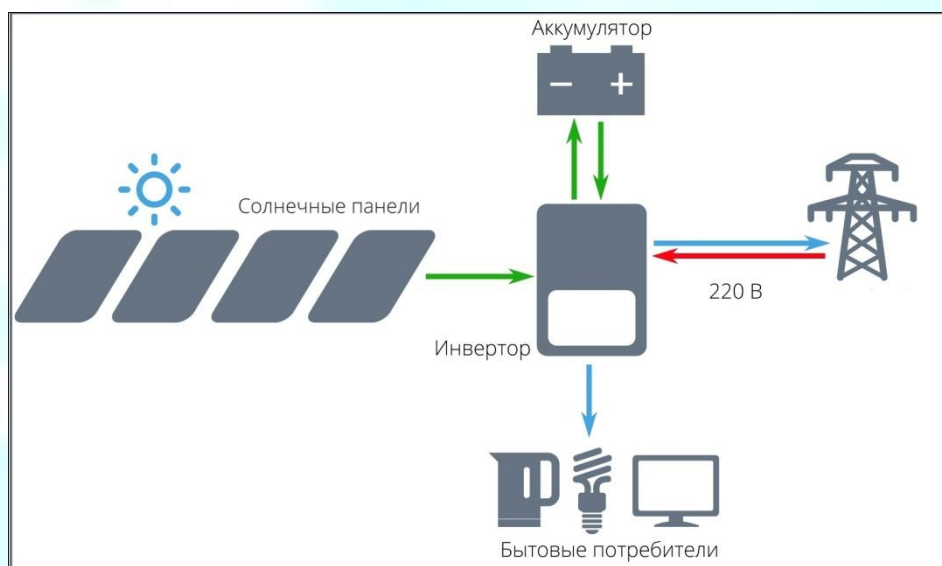 Аккумулятор
Солнечные панели
220 В
Инвертор
Бытовые потребители